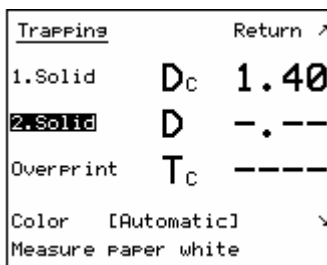 Trapping Return ↗
1.Solid Dc 1.40
2.Solid D -.--
Overprint Tc ----
Color [Automatic] ↘
Measure paper white